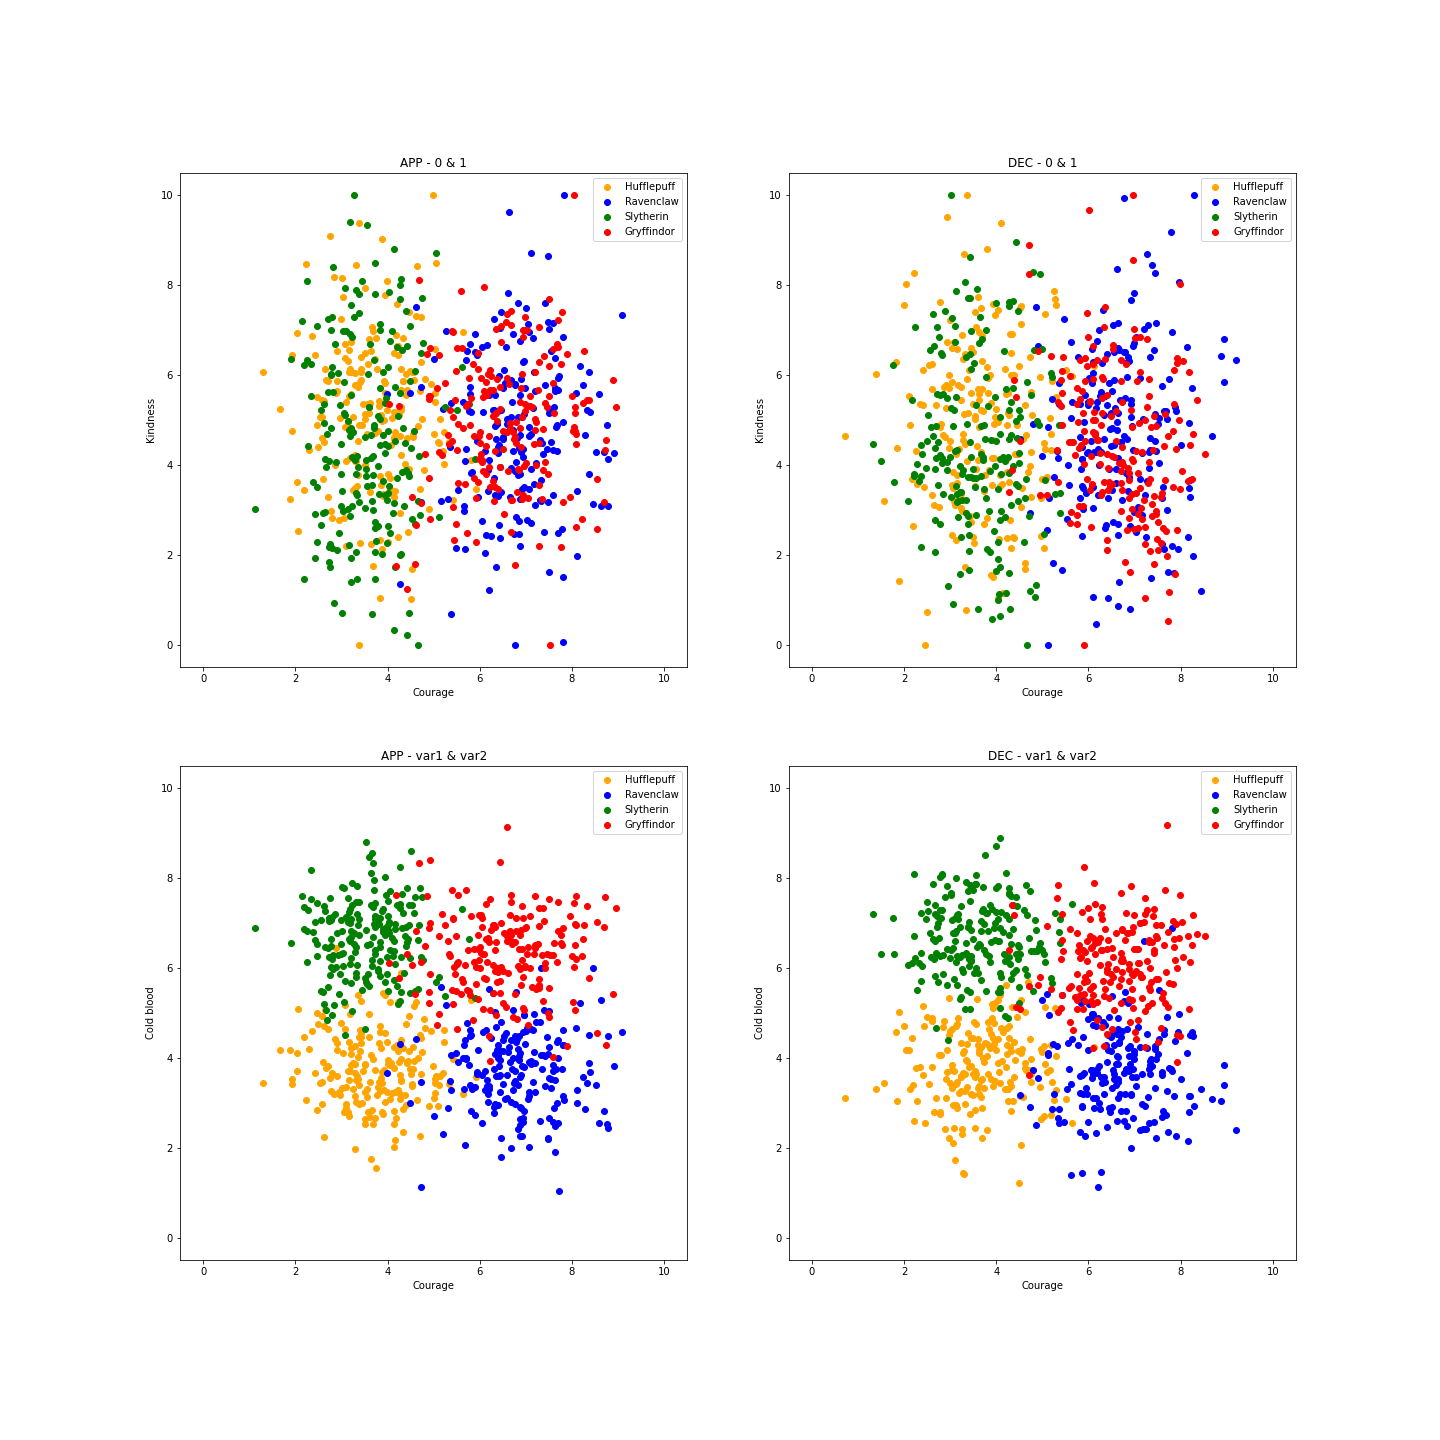 APP - 0 & 1
Kindness
10
8
6
4
2
0
0 2 4 6 8 10
Courage
Hufflepuff
Ravenclaw
Slytherin
Gryffindor
DEC - 0 & 1
Kindness
10
8
6
4
2
0
0 2 4 6 8 10
Courage
Hufflepuff
Ravenclaw
Slytherin
Gryffindor
APP - var1 & var2
Cold blood
10
8
6
4
2
0
0 2 4 6 8 10
Courage
Hufflepuff
Ravenclaw
Slytherin
Gryffindor
DEC - var1 & var2
Cold blood
10
8
6
4
2
0
0 2 4 6 8 10
Courage
Hufflepuff
Ravenclaw
Slytherin
Gryffindor